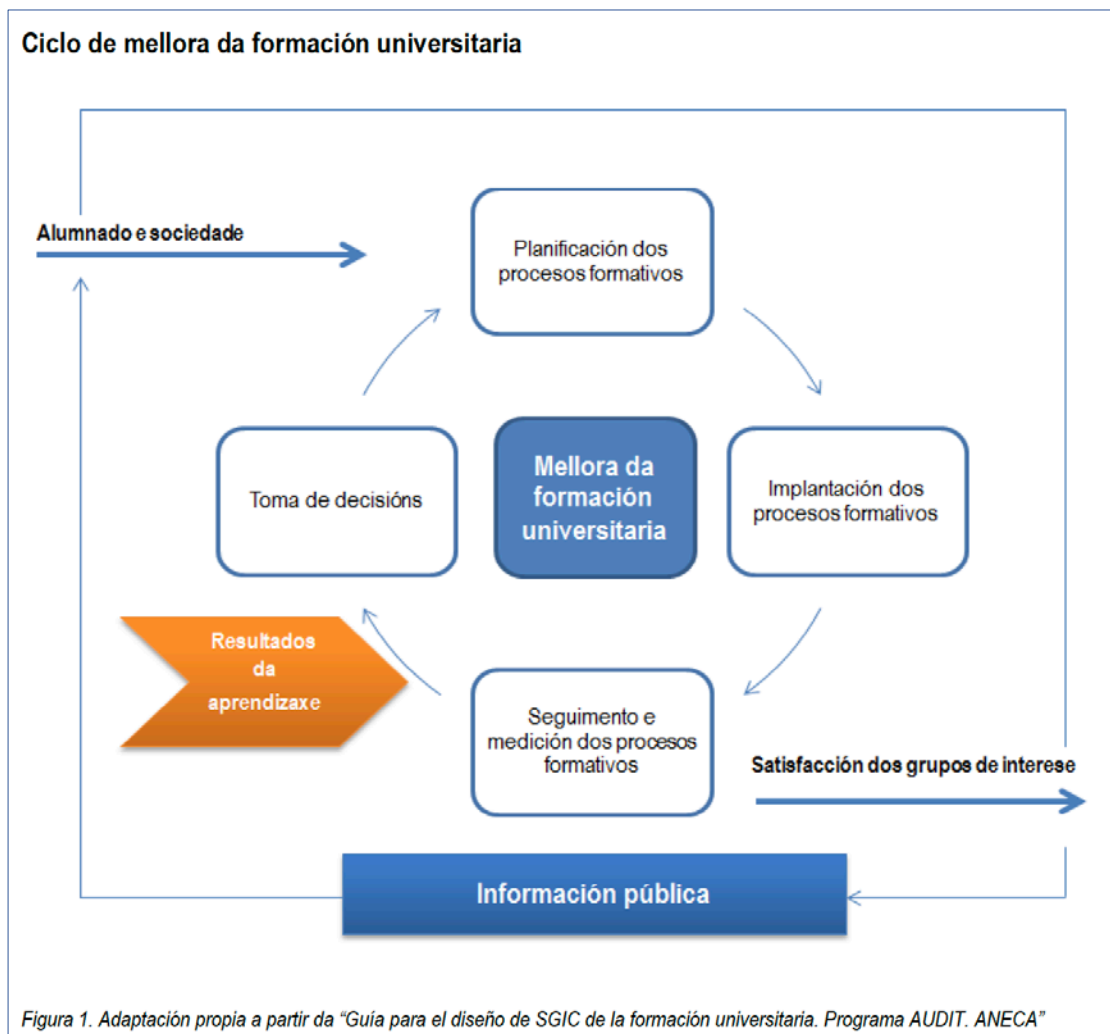 Ciclo de mellora da formación universitaria
Alumnado e sociedade
Planificación dos
procesos formativos
Toma de decisións
Mellora da
formación
universitaria
Implantación dos
procesos formativos
Resultados
da
aprendizaxe
Seguimento e
medición dos procesos
formativos
Satisfacción dos grupos de interese
Información pública
Figura 1. Adaptación propia a partir da “Guía para el diseño de SGIC de la formación universitaria. Programa AUDIT. ANECA”